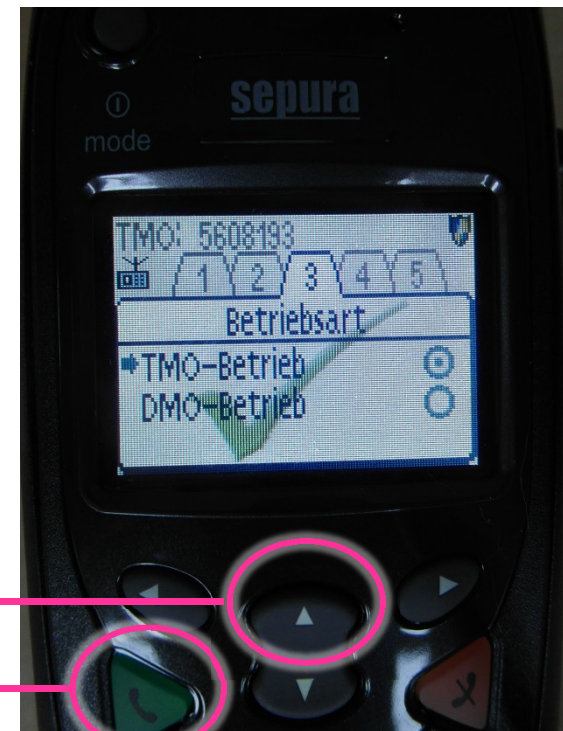 sepura
mode
TMO: 5608193
1 2 3 4 5
Betriebsart
TMO-Betrieb
DMO-Betrieb